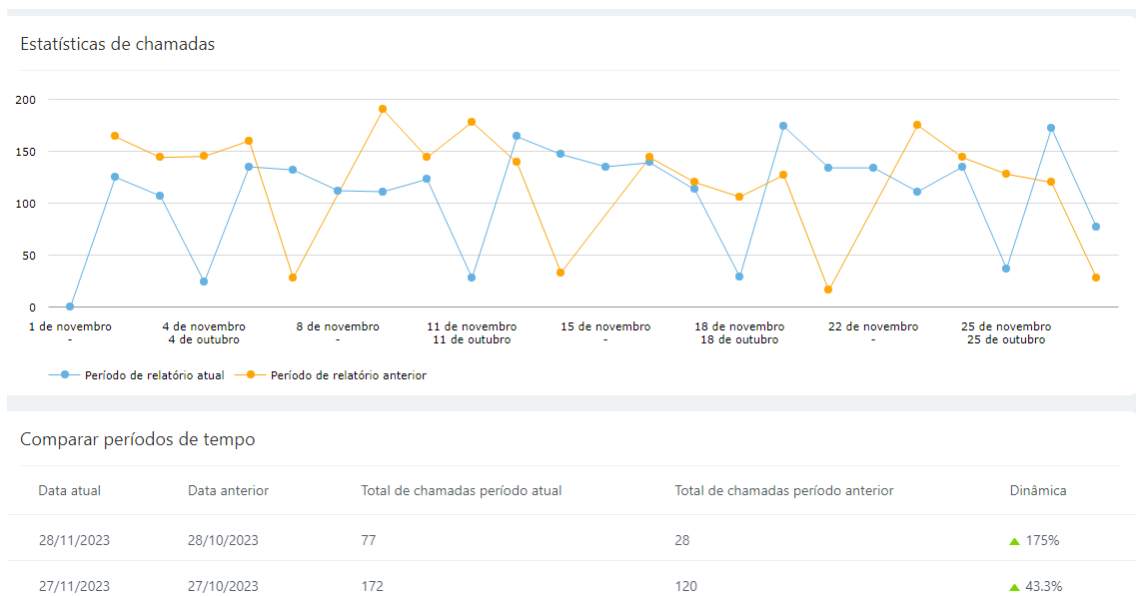 Estatísticas de chamadas
200
150
100
50
0
1 de novembro 4 de novembro 8 de novembro 11 de novembro 15 de novembro 18 de novembro 22 de novembro 25 de novembro
- 4 de outubro - 11 de outubro - 18 de outubro - 25 de outubro
Período de relatório atual Período de relatório anterior
Comparar períodos de tempo
Data atual Data anterior Total de chamadas período atual Total de chamadas período anterior Dinâmica
28/11/2023 28/10/2023 77 28 175%
27/11/2023 27/10/2023 172 120 43.3%